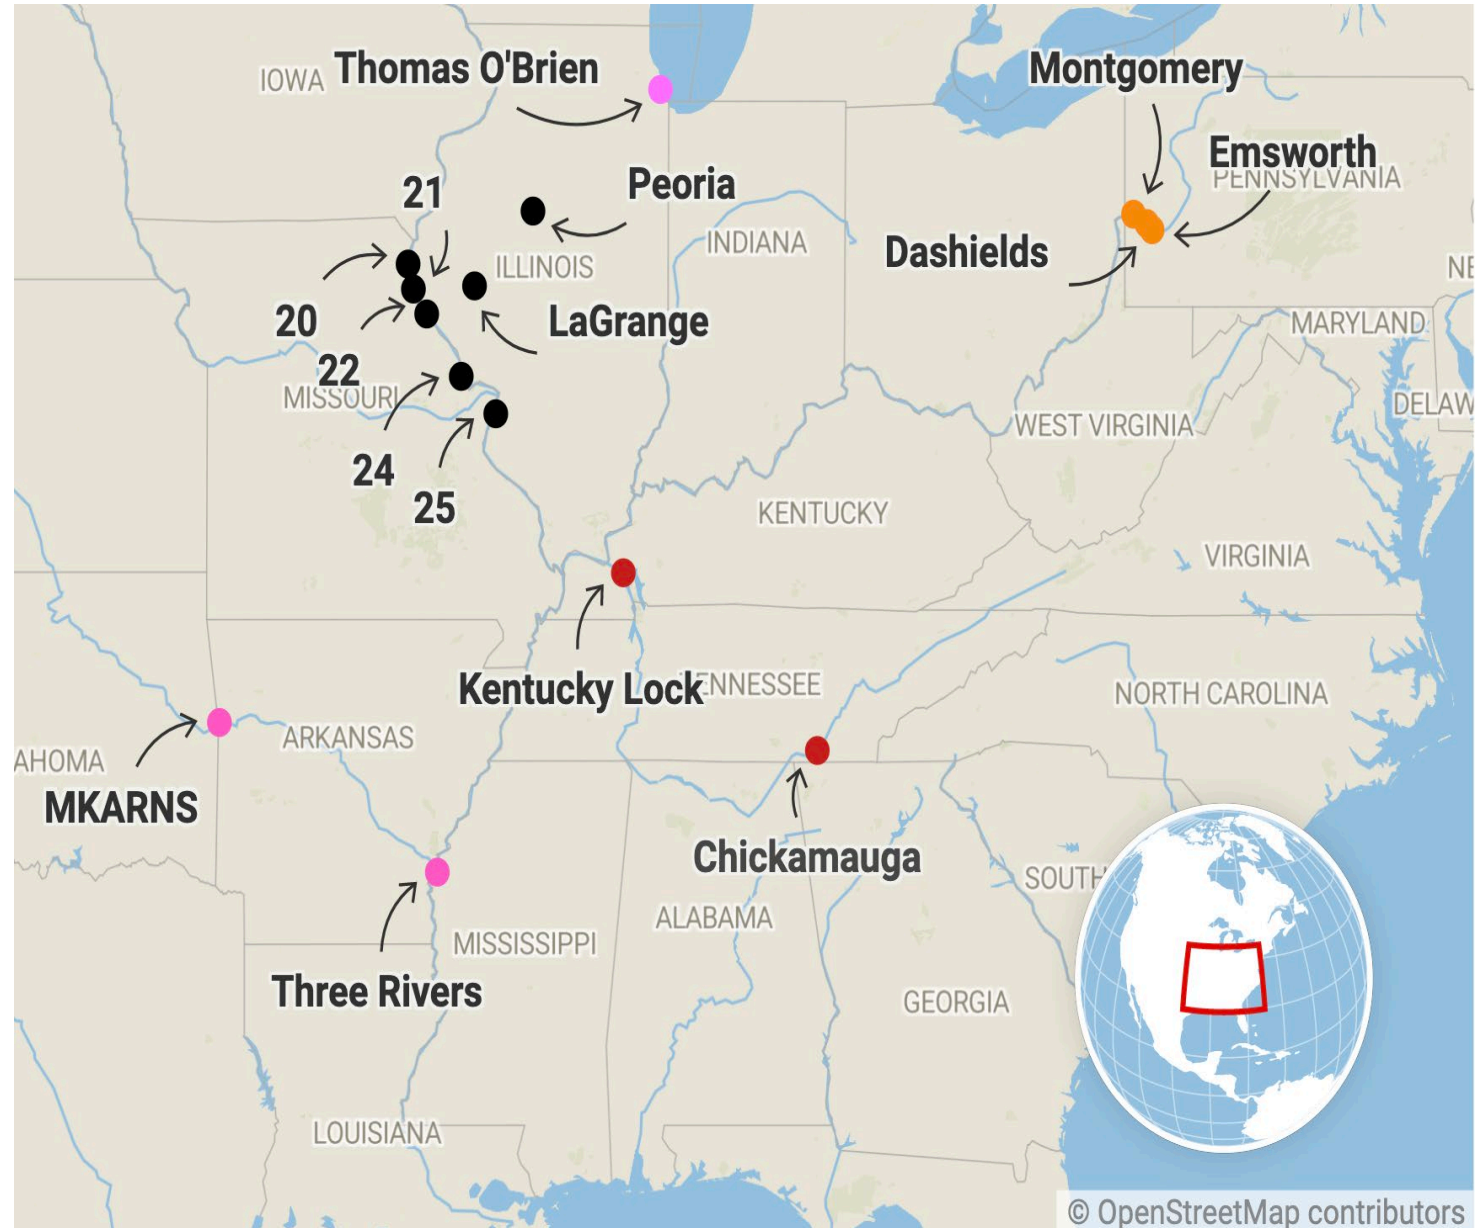 Thomas O'Brien
IOWA
Montgomery
Emsworth
PENNSYLVANIA
Peoria
21
INDIANA
Dashields
ILLINOIS
NE
20
LaGrange
MARYLAND
22
MISSOURI
DELAW
WEST VIRGINIA
24
25
KENTUCKY
VIRGINIA
Kentucky Lock
ENNESSEE
NORTH CAROLINA
ARKANSAS
AHOMA
MKARNS
Chickamauga
SOUTH
ALABAMA
MISSISSIPPI
Three Rivers
GEORGIA
LOUISIANA
© OpenStreetMap contributors